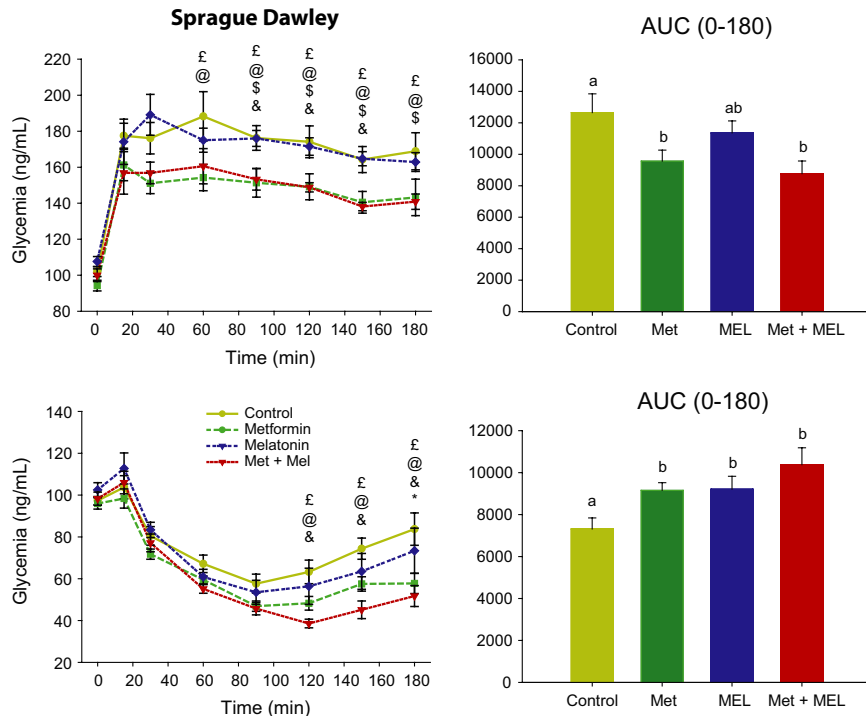 Sprague Dawley
220
200
180
160
140
120
100
80
Glycemia (ng/mL)
£
@
£
@
$
&
£
@
$
&
£
@
$
&
£
@
$
0 20 40 60 80 100 120 140 160 180
Time (min)
AUC (0-180)
16000
14000
12000
10000
8000
6000
4000
2000
0
a
b
ab
b
Control Met MEL Met + MEL
140
120
100
80
60
40
20
Glycemia (ng/mL)
Control
Metformin
Melatonin
Met + Mel
£
@
&
£
@
&
£
@
&
*
0 20 40 60 80 100 120 140 160 180
Time (min)
AUC (0-180)
12000
10000
8000
6000
4000
2000
0
a
b
b
b
Control Met MEL Met + MEL